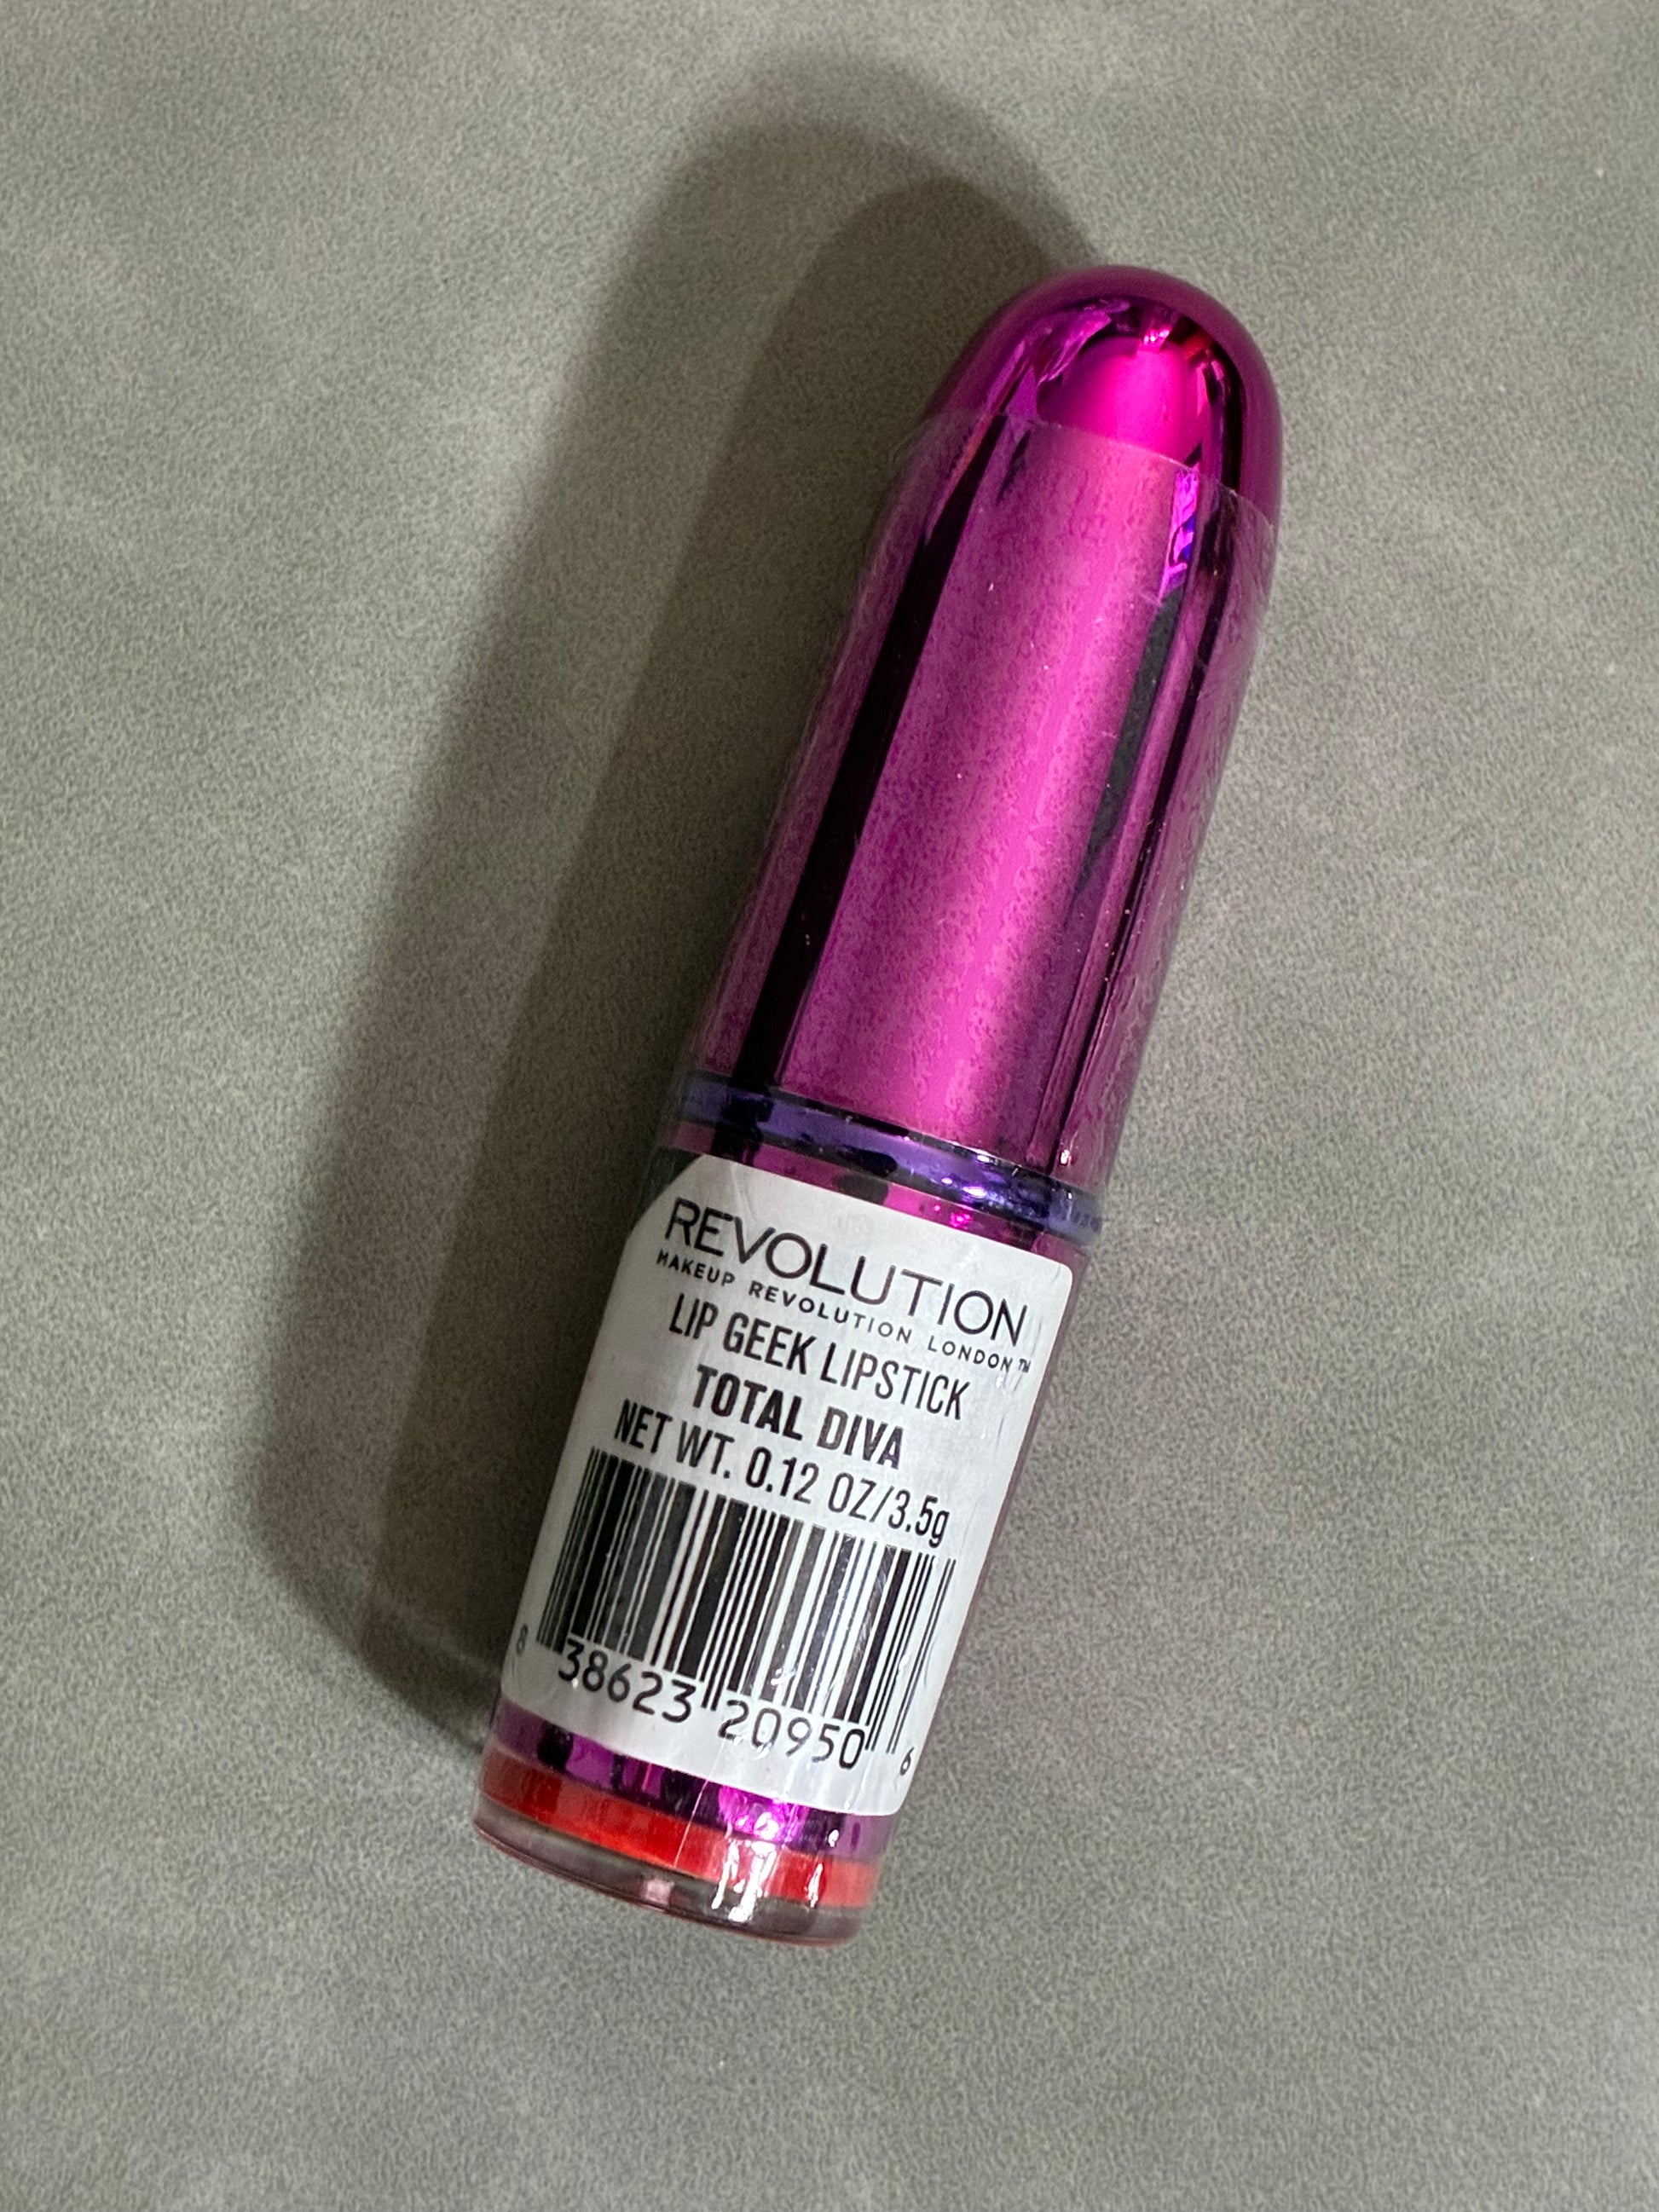 REVOLUTION
MAKEUP REVOLUTION LONDON™
LIP GEEK LIPSTICK
TOTAL DIVA
NET WT. 0.12 OZ/3.5g
8 38623 20950 6